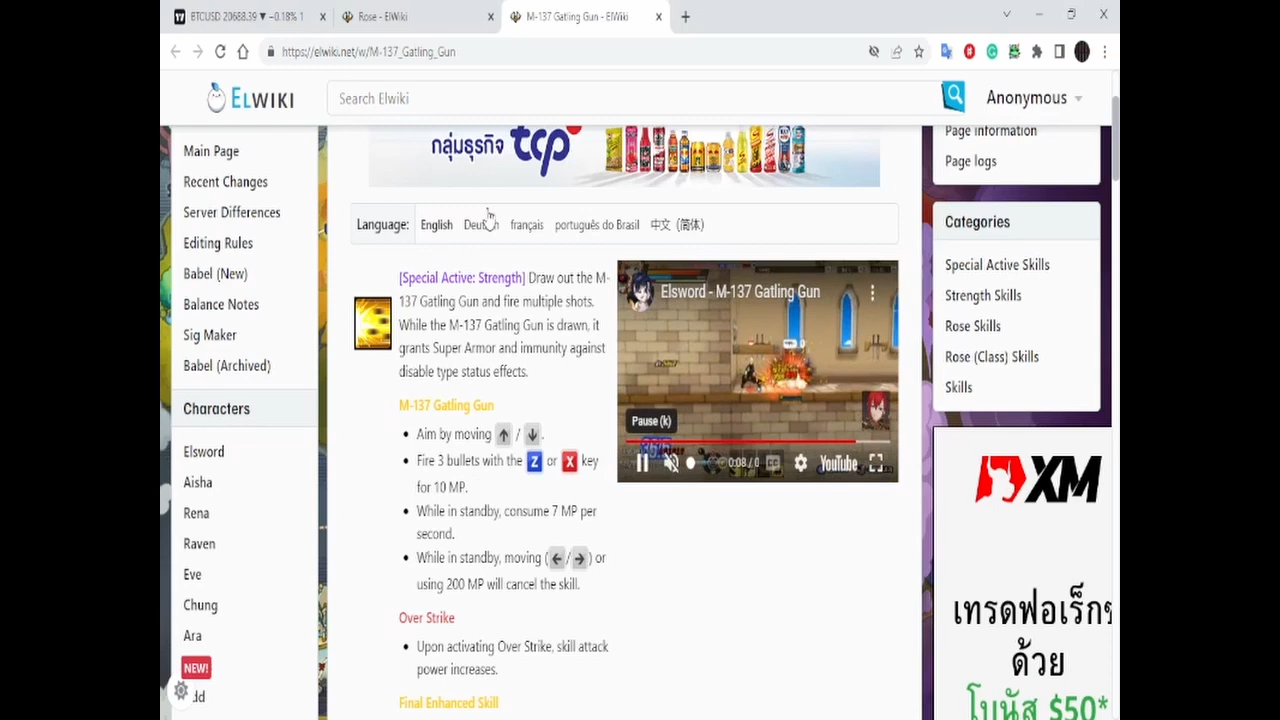 BTCUSD 20688.39 ▼ −0.18% 1
Rose - ElWiki
M-137 Gatling Gun - ElWiki
https://elwiki.net/w/M-137_Gatling_Gun
ELWIKI
Search Elwiki
Anonymous
Main Page
Recent Changes
Server Differences
Editing Rules
Babel (New)
Balance Notes
Sig Maker
Babel (Archived)
Characters
Elsword
Aisha
Rena
Raven
Eve
Chung
Ara
NEW!
กลุ่มธุรกิจ tcp
Language: English Deutsch français português do Brasil 中文 (简体)
[Special Active: Strength] Draw out the M-
137 Gatling Gun and fire multiple shots.
While the M-137 Gatling Gun is drawn, it
grants Super Armor and immunity against
disable type status effects.
M-137 Gatling Gun
Aim by moving ↑ / ↓ .
Fire 3 bullets with the Z or X key
for 10 MP.
While in standby, consume 7 MP per
second.
While in standby, moving (← / →) or
using 200 MP will cancel the skill.
Over Strike
Upon activating Over Strike, skill attack
power increases.
Final Enhanced Skill
Elsword - M-137 Gatling Gun
Pause (k)
0:08 / 0
YouTube
Page information
Page logs
Categories
Special Active Skills
Strength Skills
Rose Skills
Rose (Class) Skills
Skills
XM
เทรดฟอเร็กซ์
ด้วย
โบนัส $50*